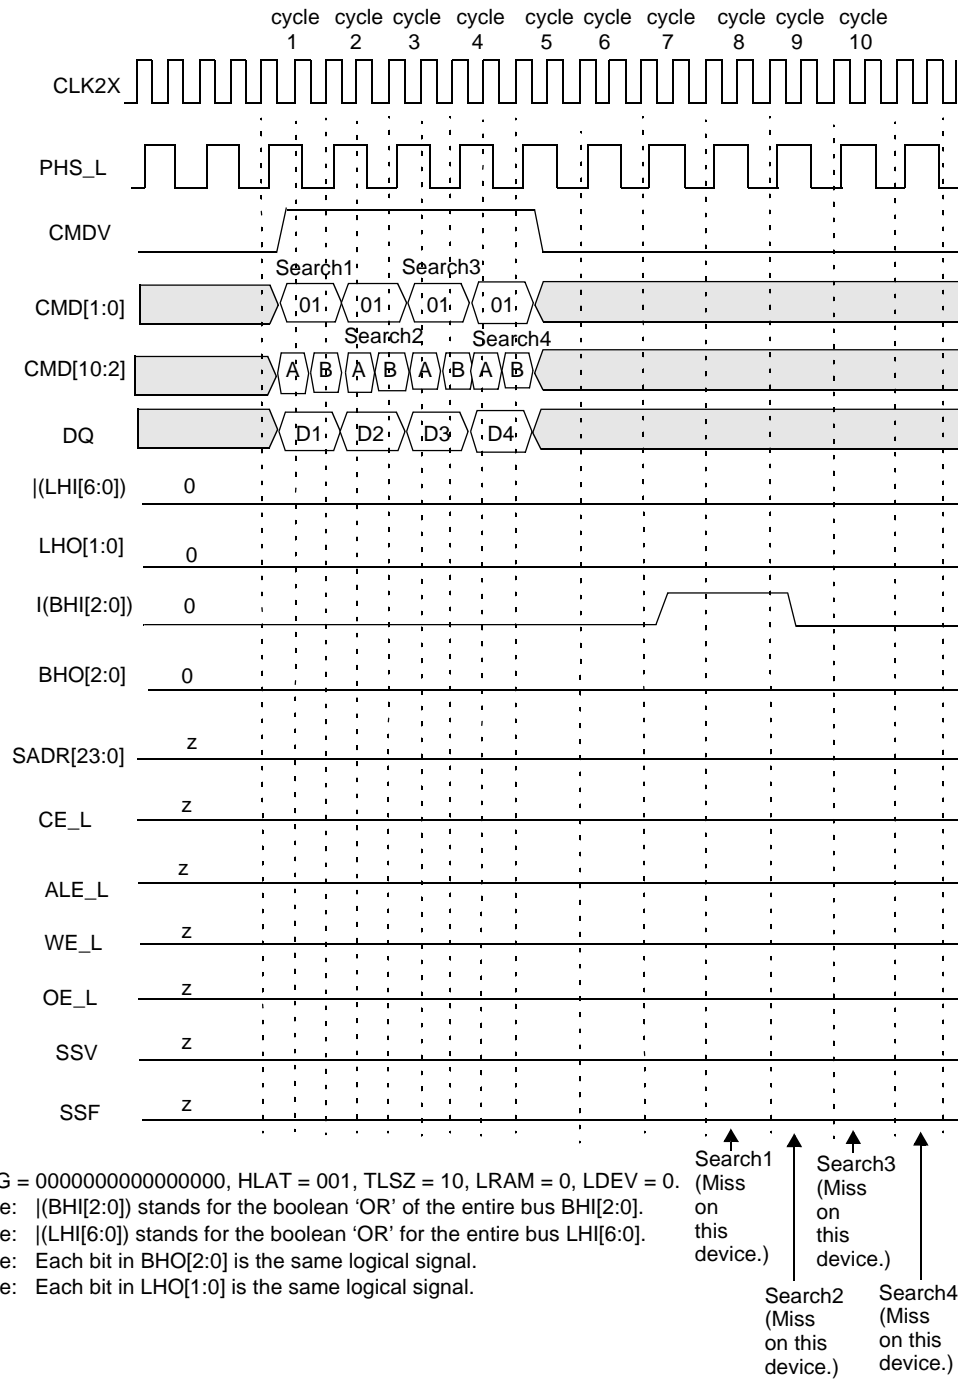 cycle cycle cycle cycle cycle cycle cycle cycle cycle cycle
1 2 3 4 5 6 7 8 9 10
CLK2X
PHS_L
CMDV
Search1 Search3
CMD[1:0] 01 01 01 01
Search2 Search4
CMD[10:2] A B A B A B A B
DQ D1 D2 D3 D4
|(LHI[6:0]) 0
LHO[1:0] 0
I(BHI[2:0]) 0
BHO[2:0] 0
SADR[23:0] z
CE_L z
ALE_L z
WE_L z
OE_L z
SSV z
SSF z
Search1
(Miss
on
this
device.)
Search3
(Miss
on
this
device.)
Search2
(Miss
on this
device.)
Search4
(Miss
on this
device.)
G = 0000000000000000, HLAT = 001, TLSZ = 10, LRAM = 0, LDEV = 0.
e: |(BHI[2:0]) stands for the boolean ‘OR’ of the entire bus BHI[2:0].
e: |(LHI[6:0]) stands for the boolean ‘OR’ for the entire bus LHI[6:0].
e: Each bit in BHO[2:0] is the same logical signal.
e: Each bit in LHO[1:0] is the same logical signal.